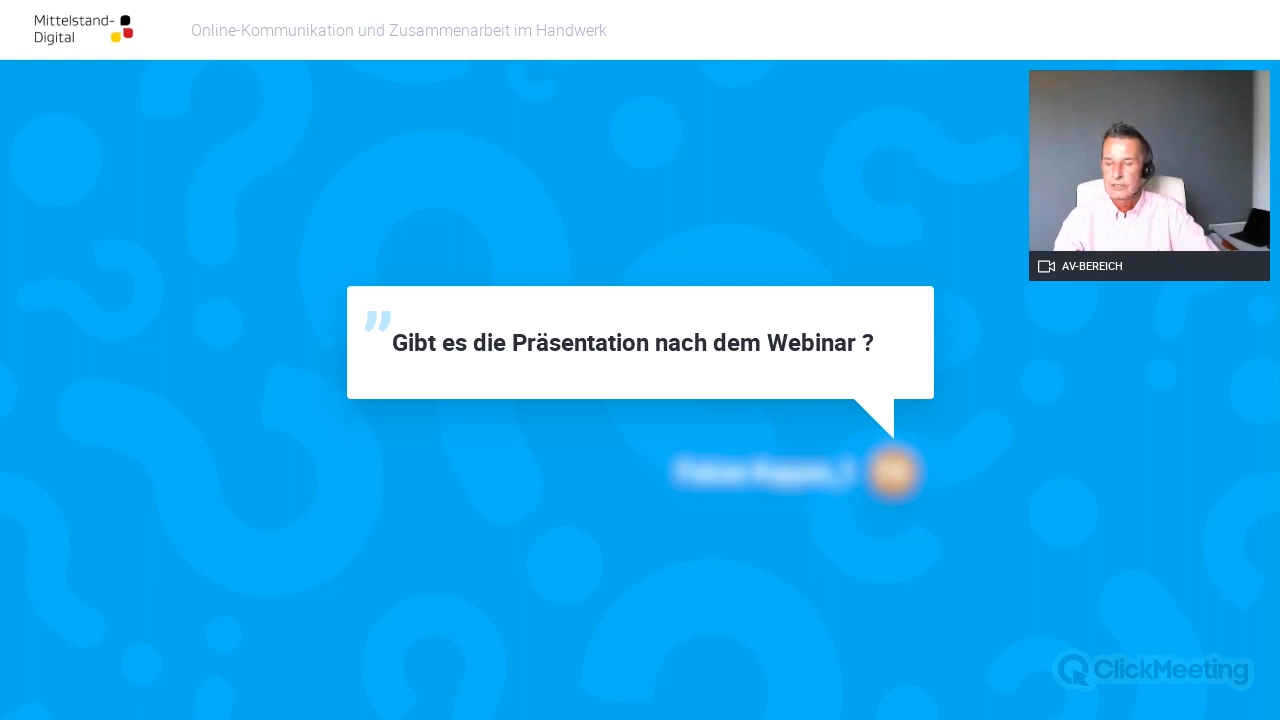 Mittelstand-
Digital
Online-Kommunikation und Zusammenarbeit im Handwerk
AV-BEREICH
Gibt es die Präsentation nach dem Webinar ?
ClickMeeting